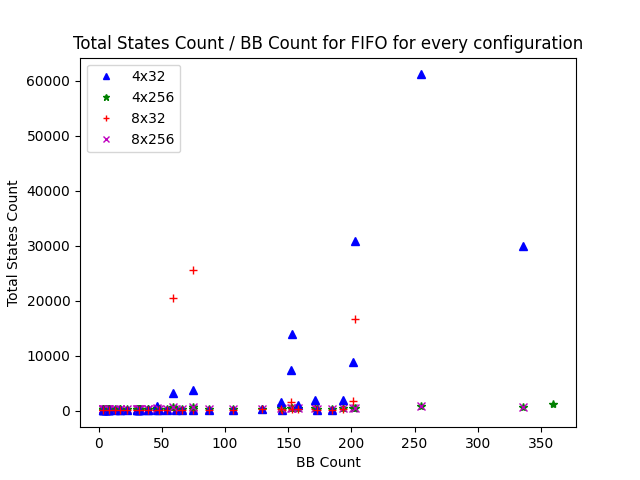 Total States Count / BB Count for FIFO for every configuration
4x32
4x256
8x32
8x256
Total States Count
60000
50000
40000
30000
20000
10000
0
0
50
100
150
200
250
300
350
BB Count